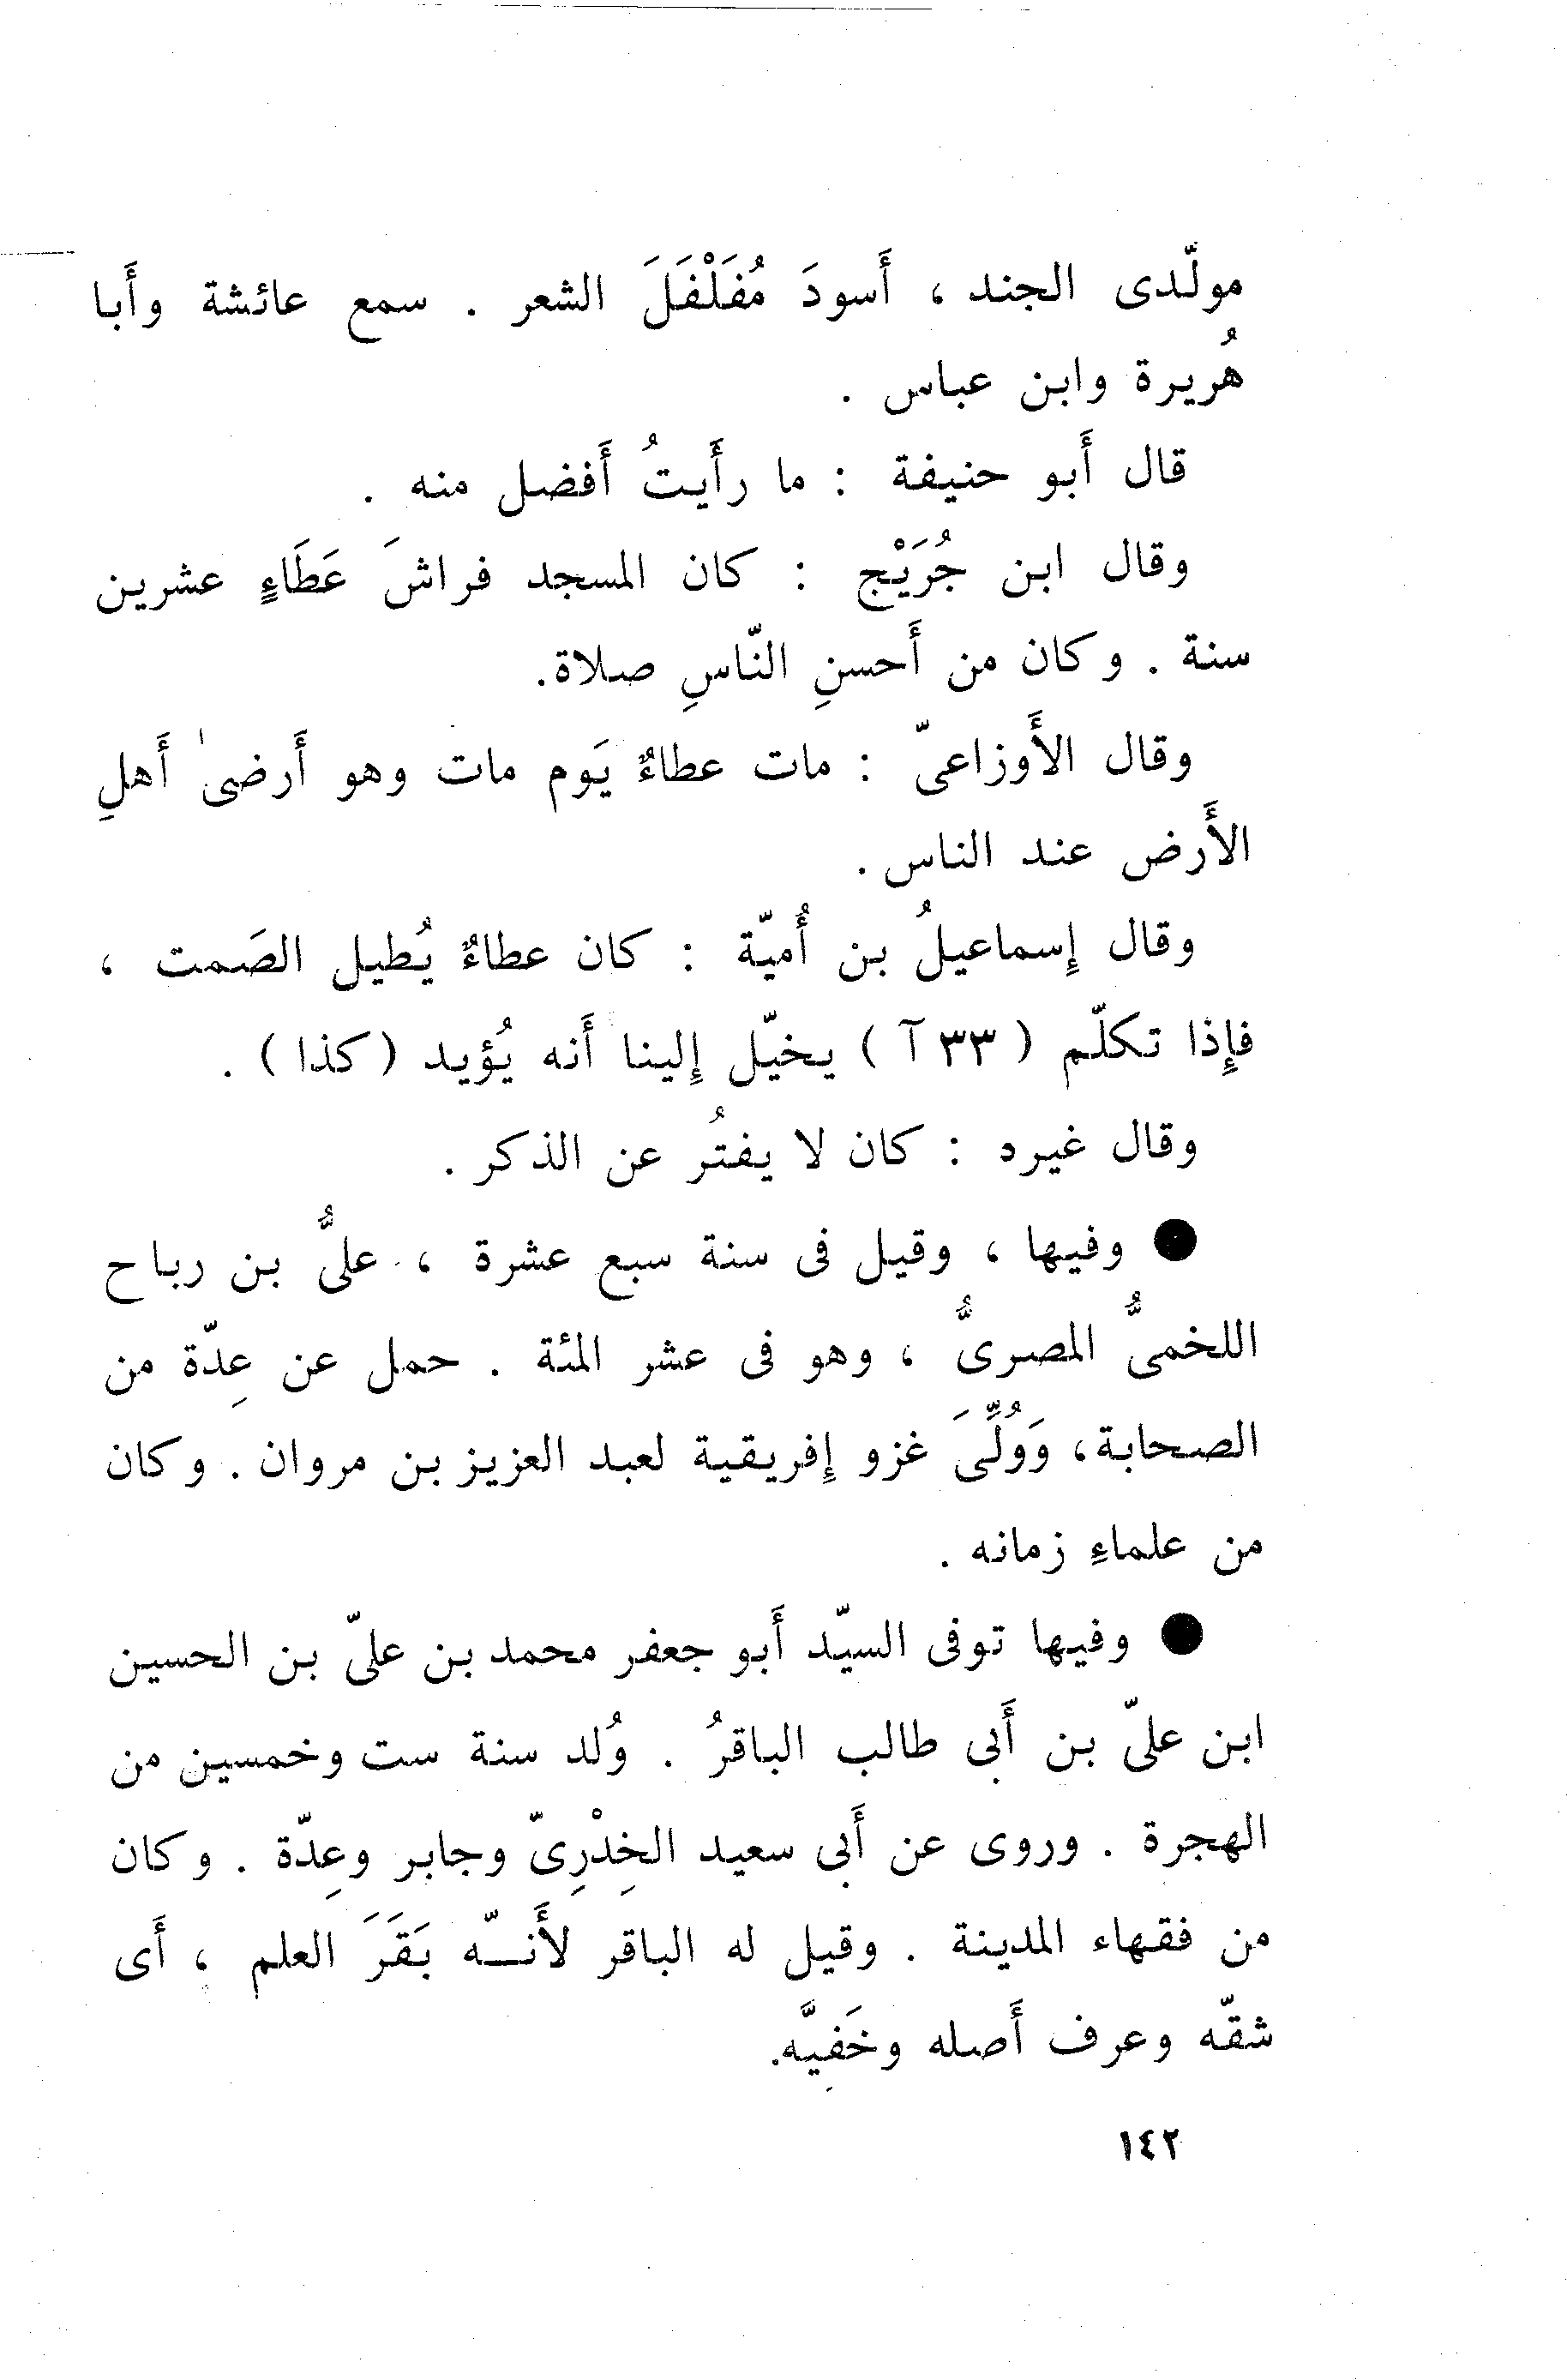 مولّدى الجند ، أَسودَ مُفَلْفَلَ الشعر . سمع عائشة وأَبا
هُريرة وابن عباس .
قال أَبو حنيفة : ما رأَيتُ أَفضل منه .
وقال ابن جُرَيْج : كان المسجد فراشَ عَطَاءٍ عشرين
سنة . وكان من أَحسنِ النّاسِ صلاة.
وقال الأَوزاعىّ : مات عطاءٌ يَوم مات وهو أَرضىٰ أَهلِ
الأَرض عند الناس .
وقال إِسماعيلُ بن أُميّة : كان عطاءٌ يُطيل الصَمت ،
فإِذا تكلّم ( ٣٣ آ ) يخيّل إِلينا أَنه يُؤيد ( كذا ) .
وقال غيره : كان لا يفتُر عن الذكر .
● وفيها ، وقيل فى سنة سبع عشرة ، علىُّ بن رباح
اللخمىُّ المصرىُّ ، وهو فى عشر المئة . حمل عن عِدّة من
الصحابة، وَوُلِّىَ غزو إِفريقية لعبد العزيز بن مروان . وكان
من علماءِ زمانه .
● وفيها توفى السيّد أَبو جعفر محمد بن علىّ بن الحسين
ابن علىّ بن أَبى طالب الباقرُ . وُلد سنة ست وخمسين من
الهجرة . وروى عن أَبى سعيد الخِدْرِىّ وجابر وعِدّة . وكان
من فقهاء المدينة . وقيل له الباقر لأَنــّه بَقَرَ العلم ، أَى
شقّه وعرف أَصله وخَفِيَّه.
١٤٢